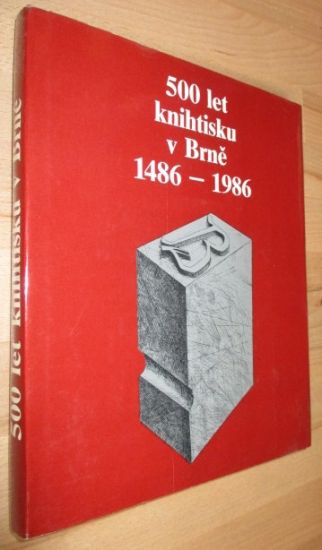 500 let
knihtisku
v Brně
1486 – 1986
500 let knihtisku v Brně